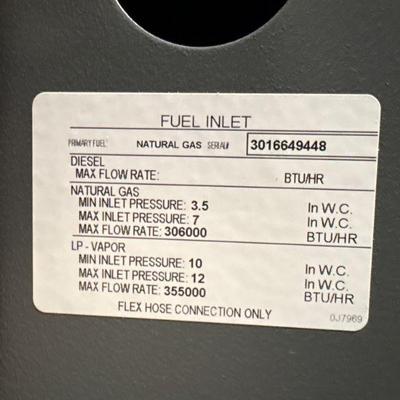 FUEL INLET
PRIMARY FUEL: NATURAL GAS SERIAL# 3016649448
DIESEL
MAX FLOW RATE: BTU/HR
NATURAL GAS
MIN INLET PRESSURE: 3.5 In W.C.
MAX INLET PRESSURE: 7 In W.C.
MAX FLOW RATE: 306000 BTU/HR
LP - VAPOR
MIN INLET PRESSURE: 10 In W.C.
MAX INLET PRESSURE: 12 In W.C.
MAX FLOW RATE: 355000 BTU/HR
FLEX HOSE CONNECTION ONLY
0J7969